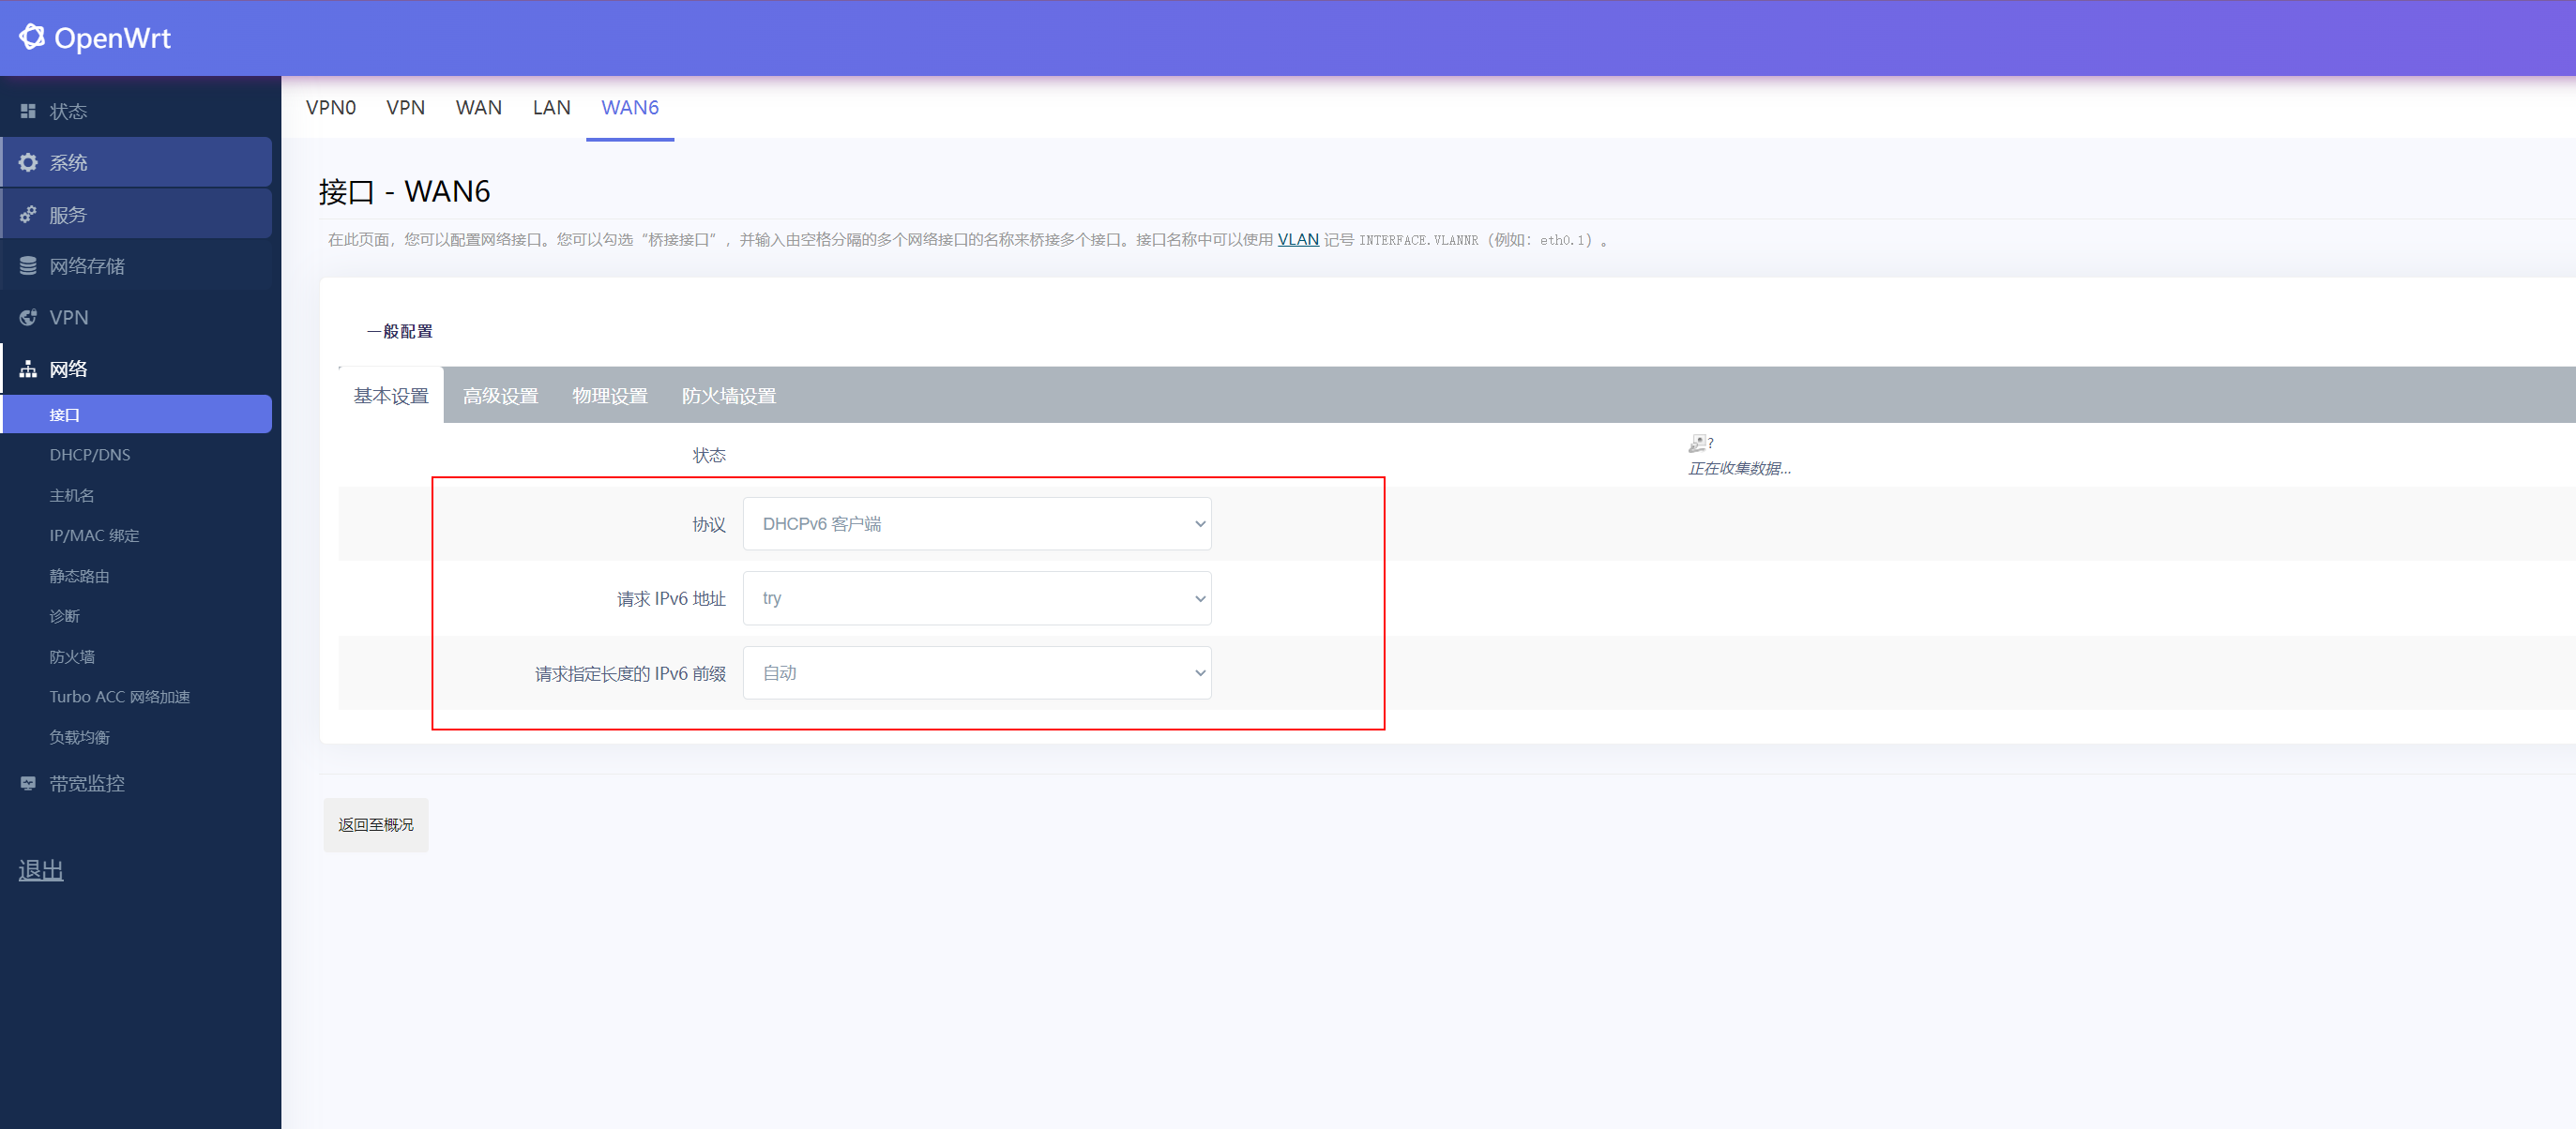 OpenWrt
状态
系统
服务
网络存储
VPN
网络
接口
DHCP/DNS
主机名
IP/MAC 绑定
静态路由
诊断
防火墙
Turbo ACC 网络加速
负载均衡
带宽监控
退出
VPN0 VPN WAN LAN WAN6
接口 - WAN6
在此页面，您可以配置网络接口。您可以勾选“桥接接口”，并输入由空格分隔的多个网络接口的名称来桥接多个接口。接口名称中可以使用 VLAN 记号 INTERFACE.VLANNR（例如：eth0.1）。
一般配置
基本设置 高级设置 物理设置 防火墙设置
状态
?
正在收集数据...
协议 DHCPv6 客户端
请求 IPv6 地址 try
请求指定长度的 IPv6 前缀 自动
返回至概况